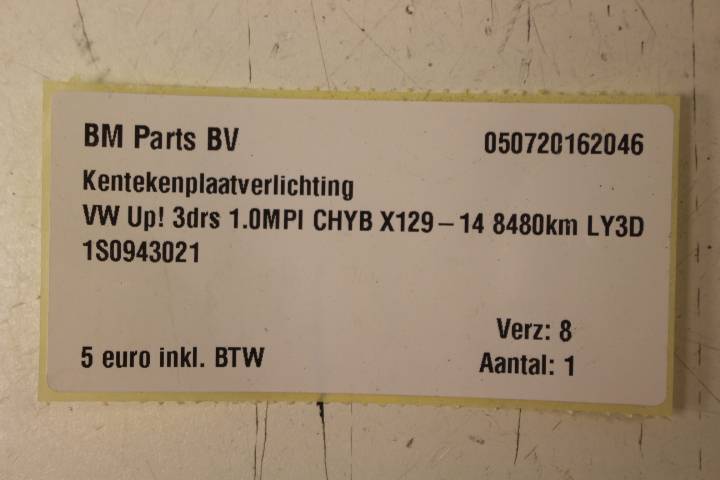 BM Parts BV 050720162046
Kentekenplaatverlichting
VW Up! 3drs 1.0MPI CHYB X129-14 8480km LY3D
1S0943021
Verz: 8
5 euro inkl. BTW Aantal: 1